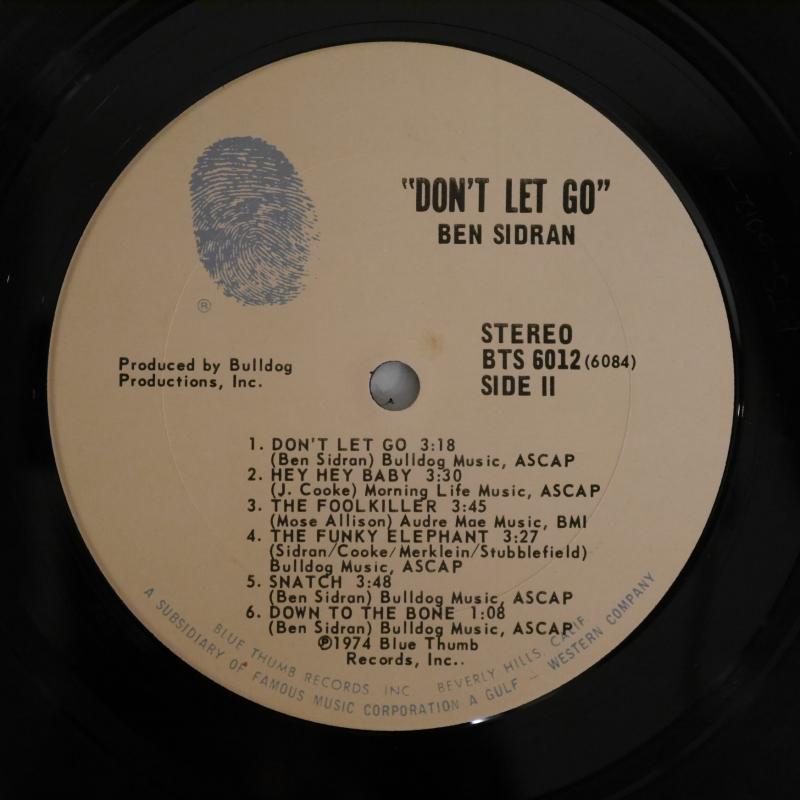 "DON'T LET GO"
BEN SIDRAN
®
STEREO
BTS 6012 (6084)
SIDE II
Produced by Bulldog
Productions, Inc.
1. DON'T LET GO 3:18
(Ben Sidran) Bulldog Music, ASCAP
2. HEY HEY BABY 3:30
(J. Cooke) Morning Life Music, ASCAP
3. THE FOOLKILLER 3:45
(Mose Allison) Audre Mae Music, BMI
4. THE FUNKY ELEPHANT 3:27
(Sidran/Cooke/Merklein/Stubblefield)
Bulldog Music, ASCAP
5. SNATCH 3:48
(Ben Sidran) Bulldog Music, ASCAP
6. DOWN TO THE BONE 1:08
(Ben Sidran) Bulldog Music, ASCAP
℗1974 Blue Thumb
Records, Inc..
BLUE THUMB RECORDS INC. BEVERLY HILLS, CALIF
A SUBSIDIARY OF FAMOUS MUSIC CORPORATION A GULF - WESTERN COMPANY